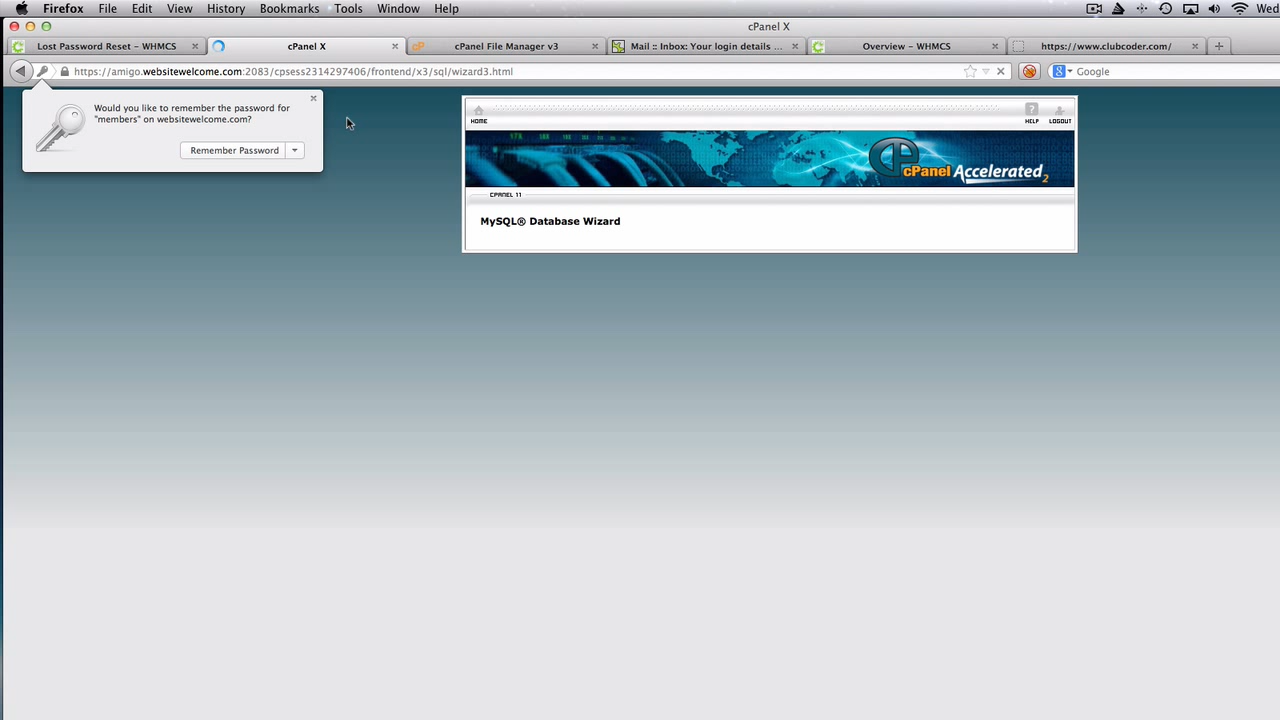 Firefox File Edit View History Bookmarks Tools Window Help Wed
cPanel X
Lost Password Reset - WHMCS cPanel X cPanel File Manager v3 Mail :: Inbox: Your login details ... Overview - WHMCS https://www.clubcoder.com/
https://amigo.websitewelcome.com:2083/cpsess2314297406/frontend/x3/sql/wizard3.html Google
Would you like to remember the password for
"members" on websitewelcome.com?
Remember Password
HOME HELP LOGOUT
cPanel Accelerated2
CPANEL 11
MySQL® Database Wizard